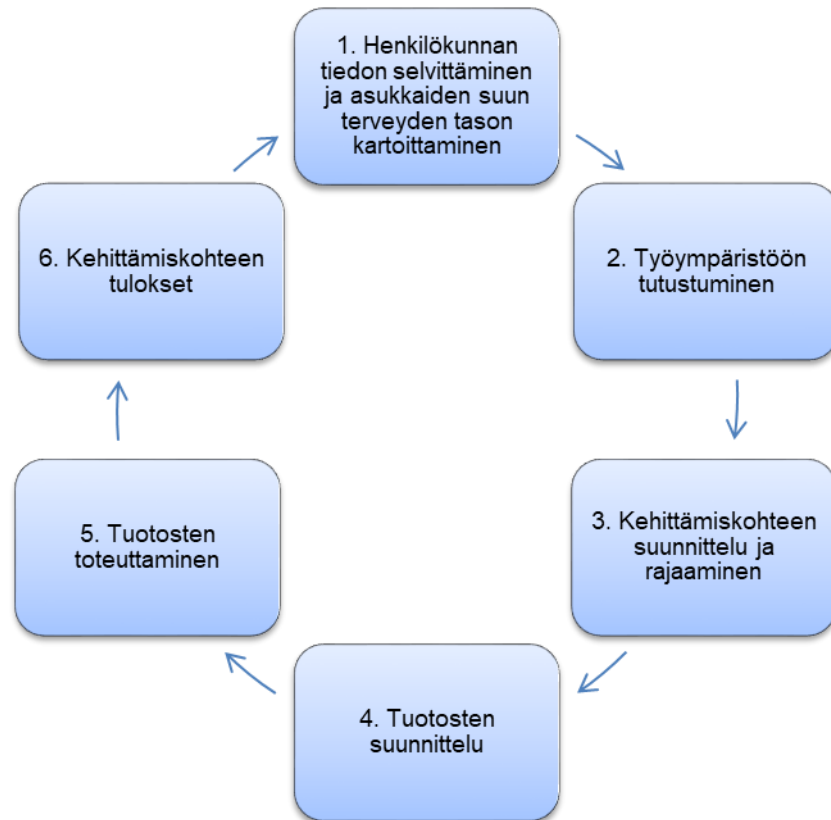 1. Henkilökunnan
tiedon selvittäminen
ja asukkaiden suun
terveyden tason
kartoittaminen
2. Työympäristöön
tutustuminen
3. Kehittämiskohteen
suunnittelu ja
rajaaminen
4. Tuotosten
suunnittelu
5. Tuotosten
toteuttaminen
6. Kehittämiskohteen
tulokset